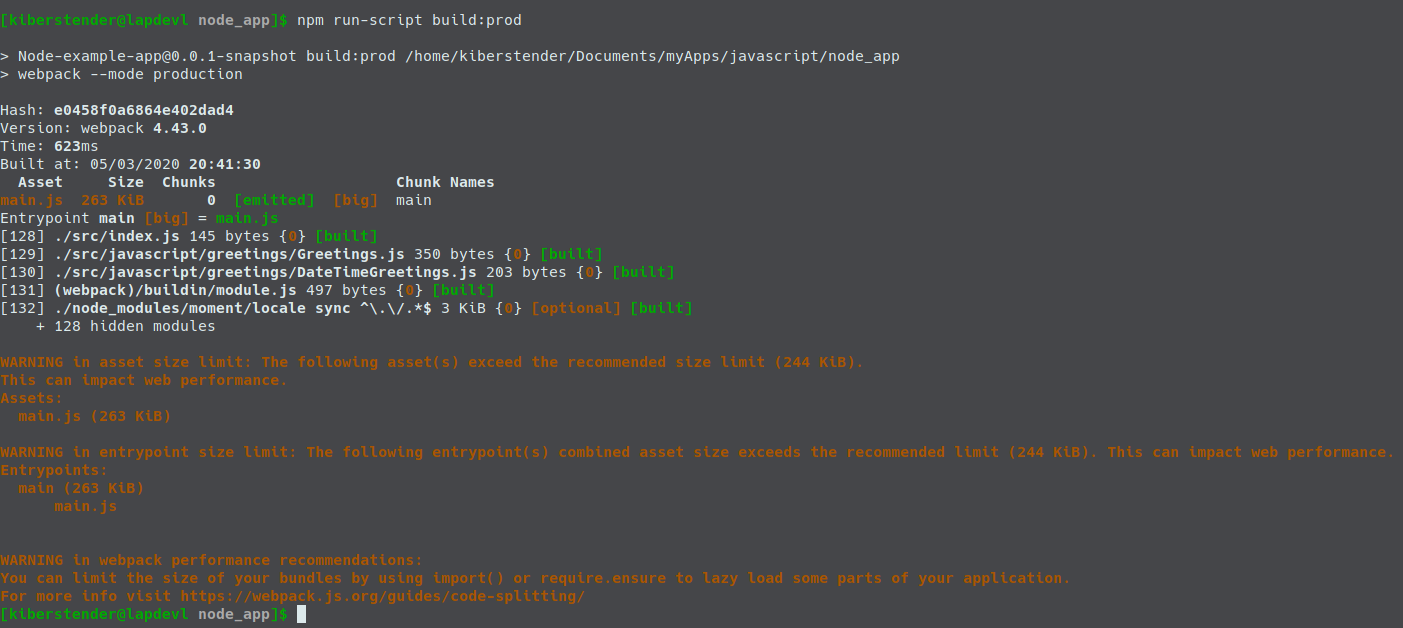 [kiberstender@lapdevl node_app]$ npm run-script build:prod
> Node-example-app@0.0.1-snapshot build:prod /home/kiberstender/Documents/myApps/javascript/node_app
> webpack --mode production
Hash: e0458f0a6864e402dad4
Version: webpack 4.43.0
Time: 623ms
Built at: 05/03/2020 20:41:30
  Asset     Size  Chunks                    Chunk Names
main.js  263 KiB       0  [emitted]  [big]  main
Entrypoint main [big] = main.js
[128] ./src/index.js 145 bytes {0} [built]
[129] ./src/javascript/greetings/Greetings.js 350 bytes {0} [built]
[130] ./src/javascript/greetings/DateTimeGreetings.js 203 bytes {0} [built]
[131] (webpack)/buildin/module.js 497 bytes {0} [built]
[132] ./node_modules/moment/locale sync ^\.\/.*$ 3 KiB {0} [optional] [built]
    + 128 hidden modules
WARNING in asset size limit: The following asset(s) exceed the recommended size limit (244 KiB).
This can impact web performance.
Assets:
  main.js (263 KiB)
WARNING in entrypoint size limit: The following entrypoint(s) combined asset size exceeds the recommended limit (244 KiB). This can impact web performance.
Entrypoints:
  main (263 KiB)
      main.js
WARNING in webpack performance recommendations:
You can limit the size of your bundles by using import() or require.ensure to lazy load some parts of your application.
For more info visit https://webpack.js.org/guides/code-splitting/
[kiberstender@lapdevl node_app]$